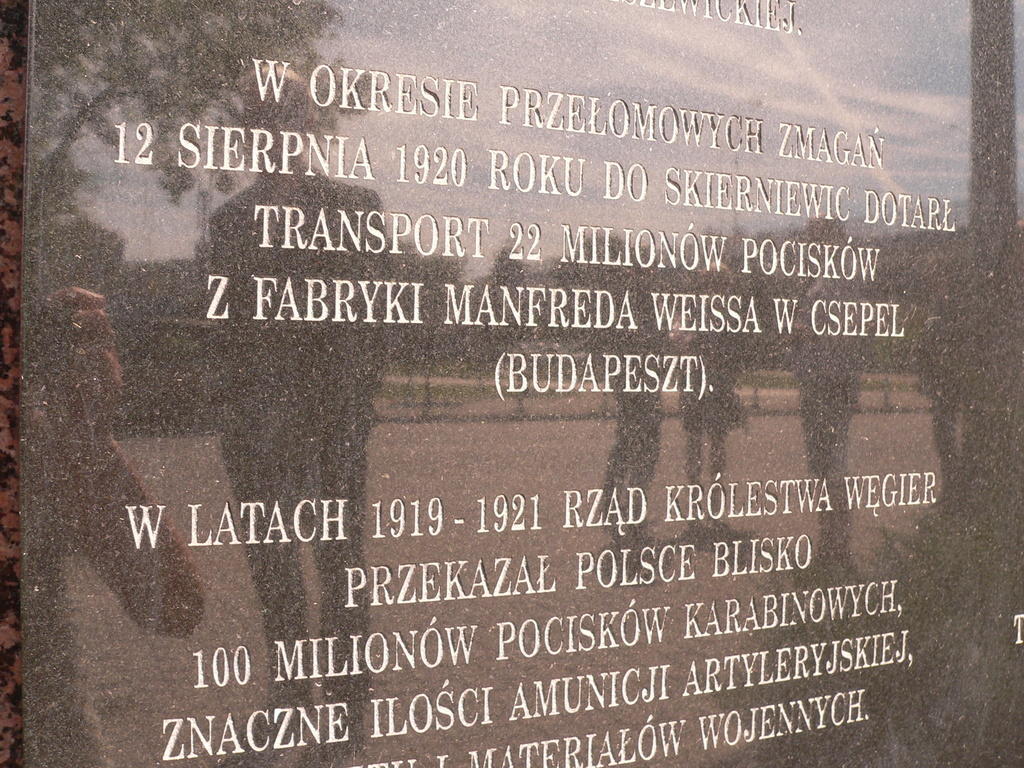 W OKRESIE PRZEŁOMOWYCH ZMAGAŃ
12 SIERPNIA 1920 ROKU DO SKIERNIEWIC DOTARŁ
TRANSPORT 22 MILIONÓW POCISKÓW
Z FABRYKI MANFREDA WEISSA W CSEPEL
(BUDAPESZT).
W LATACH 1919 - 1921 RZĄD KRÓLESTWA WĘGIER
PRZEKAZAŁ POLSCE BLISKO
100 MILIONÓW POCISKÓW KARABINOWYCH,
ZNACZNE ILOŚCI AMUNICJI ARTYLERYJSKIEJ,
I MATERIAŁÓW WOJENNYCH.